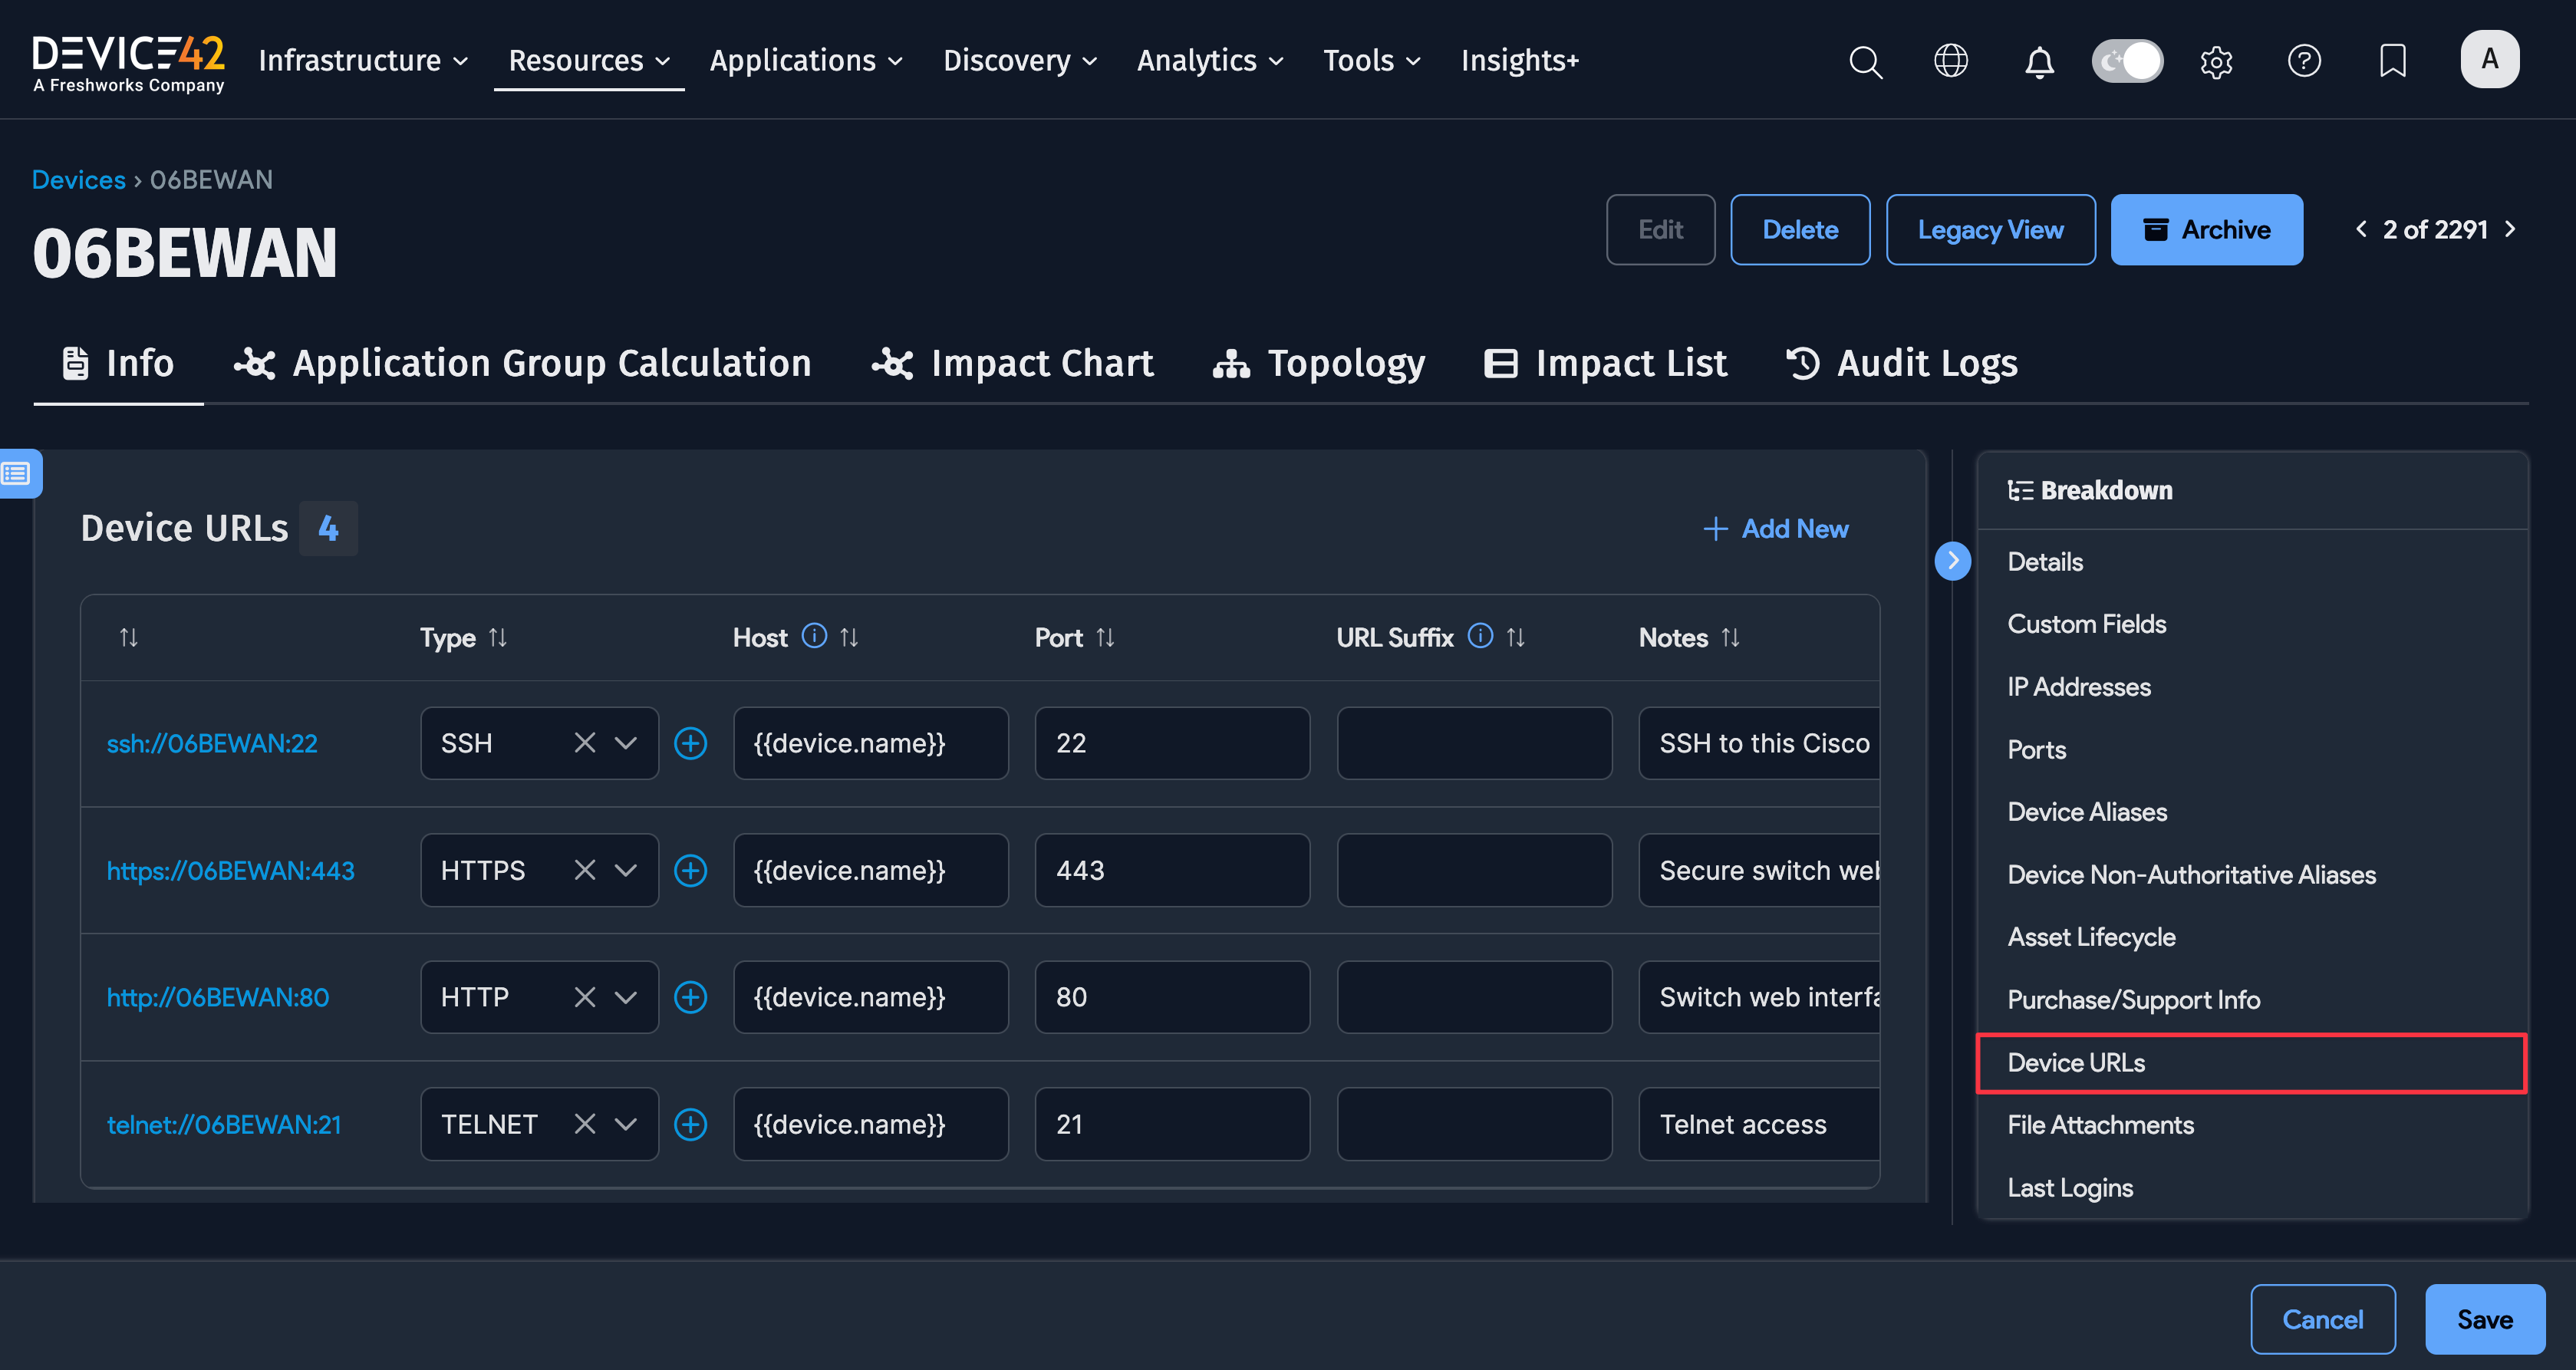 DEVICE42
A Freshworks Company
Infrastructure Resources Applications Discovery Analytics Tools Insights+
A
Devices › 06BEWAN
06BEWAN
Edit Delete Legacy View Archive 2 of 2291
Info Application Group Calculation Impact Chart Topology Impact List Audit Logs
Device URLs 4
Add New
Type Host Port URL Suffix Notes
ssh://06BEWAN:22 SSH {{device.name}} 22 SSH to this Cisco
https://06BEWAN:443 HTTPS {{device.name}} 443 Secure switch web
http://06BEWAN:80 HTTP {{device.name}} 80 Switch web interfa
telnet://06BEWAN:21 TELNET {{device.name}} 21 Telnet access
Breakdown
Details
Custom Fields
IP Addresses
Ports
Device Aliases
Device Non-Authoritative Aliases
Asset Lifecycle
Purchase/Support Info
Device URLs
File Attachments
Last Logins
Cancel Save